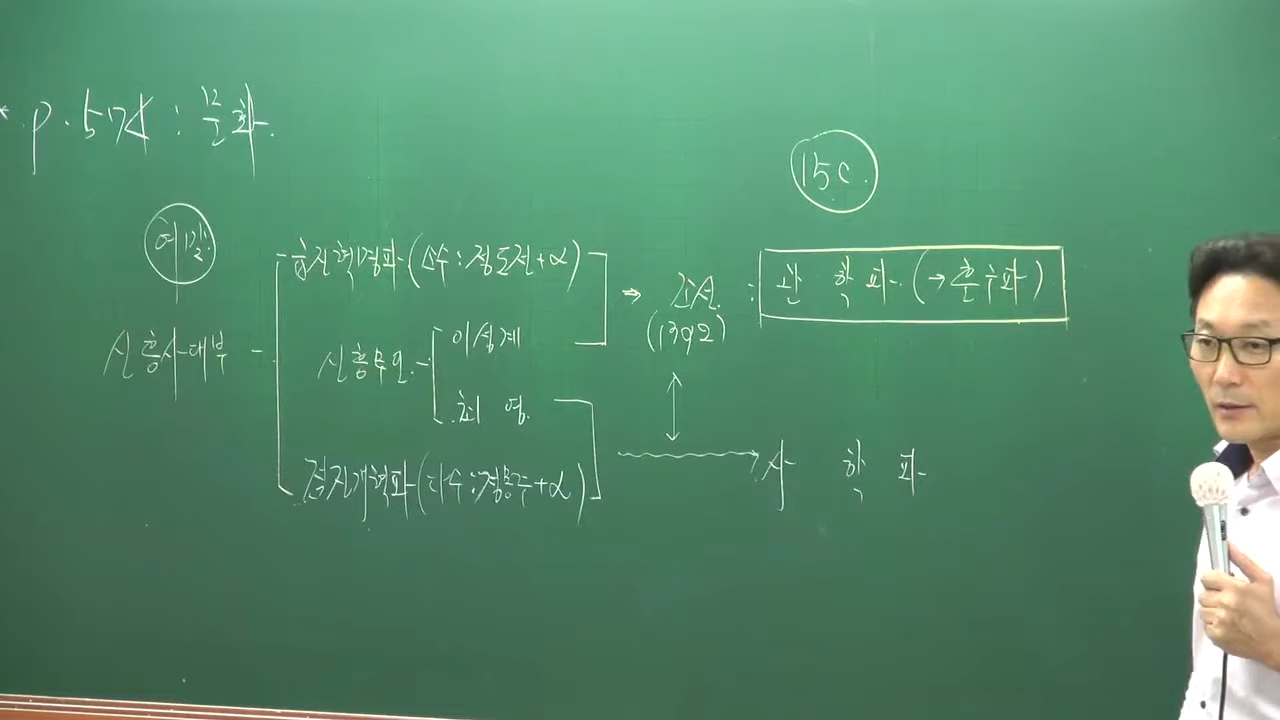 * p. 574 : 문화.
15C.
여말
급진혁명파(소수 : 정도전+α)
⇒ 조선 : 관 학 파 (→훈구파)
(1392)
신흥사대부
신흥무인
이성계
최 영
온건개혁파(다수 : 정몽주+α)
사 학 파